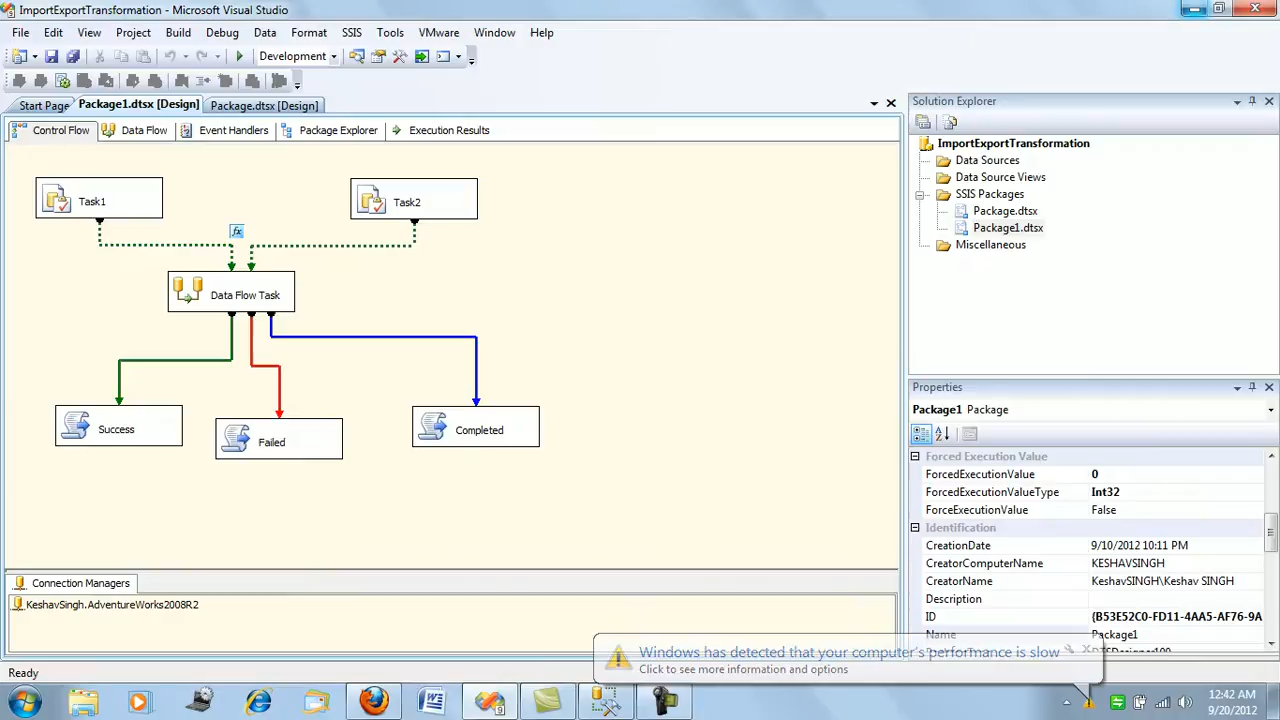 ImportExportTransformation - Microsoft Visual Studio
File Edit View Project Build Debug Data Format SSIS Tools VMware Window Help
Development
Start Page Package1.dtsx [Design] Package.dtsx [Design]
Control Flow Data Flow Event Handlers Package Explorer Execution Results
Task1
Task2
fx
Data Flow Task
Success
Failed
Completed
Connection Managers
KeshavSingh.AdventureWorks2008R2
Solution Explorer
ImportExportTransformation
Data Sources
Data Source Views
SSIS Packages
Package.dtsx
Package1.dtsx
Miscellaneous
Properties
Package1 Package
Forced Execution Value
ForcedExecutionValue 0
ForcedExecutionValueType Int32
ForceExecutionValue False
Identification
CreationDate 9/10/2012 10:11 PM
CreatorComputerName KESHAVSINGH
CreatorName KeshavSINGH\Keshav SINGH
Description
ID {B53E52C0-FD11-4AA5-AF76-9A
Name Package1
Windows has detected that your computer's performance is slow
Click to see more information and options
Ready
12:42 AM
9/20/2012